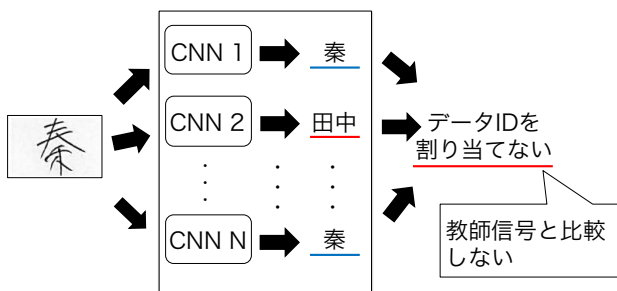 CNN 1
秦
CNN 2
田中
CNN N
秦
秦
データIDを
割り当てない
教師信号と比較
しない